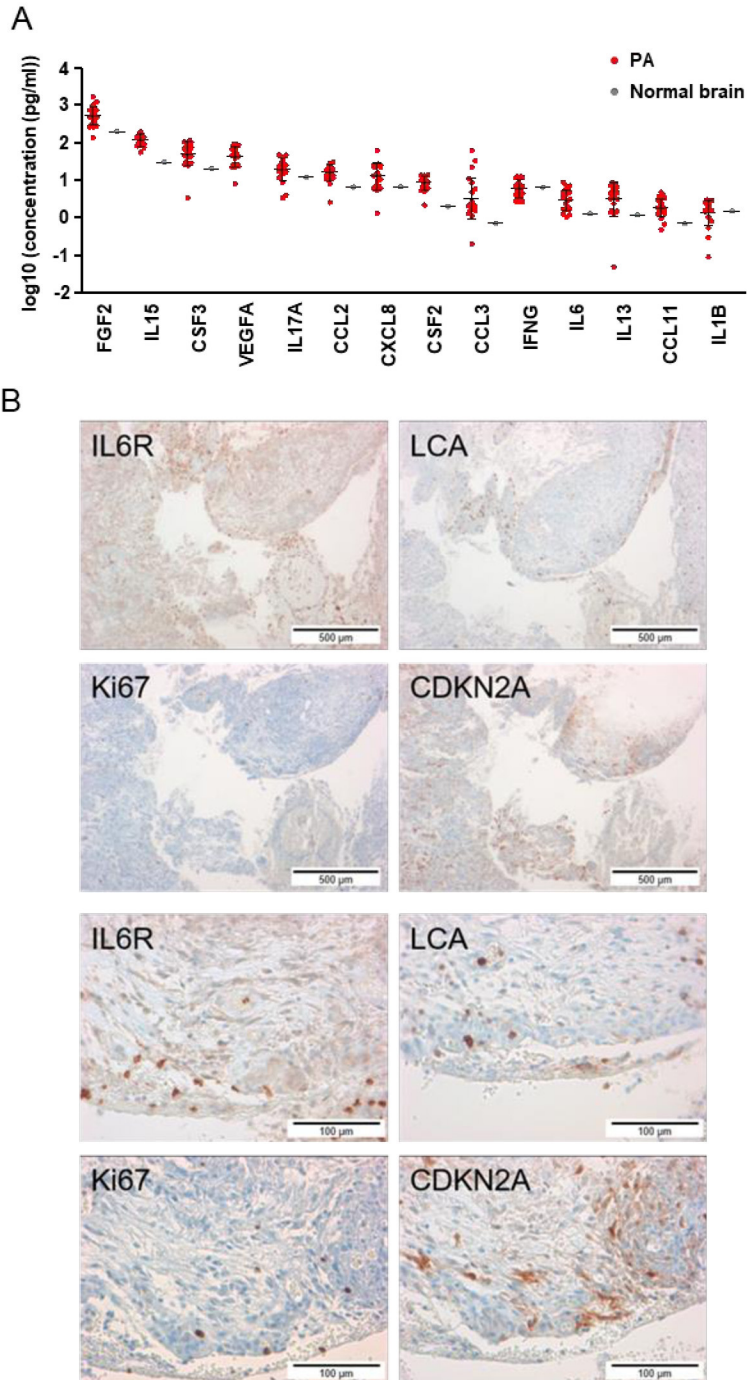 A
PA
Normal brain
log10 (concentration (pg/ml))
4
3
2
1
0
-1
-2
FGF2
IL15
CSF3
VEGFA
IL17A
CCL2
CXCL8
CSF2
CCL3
IFNG
IL6
IL13
CCL11
IL1B
B
IL6R
LCA
500 µm
500 µm
Ki67
CDKN2A
500 µm
500 µm
IL6R
LCA
100 µm
100 µm
Ki67
CDKN2A
100 µm
100 µm